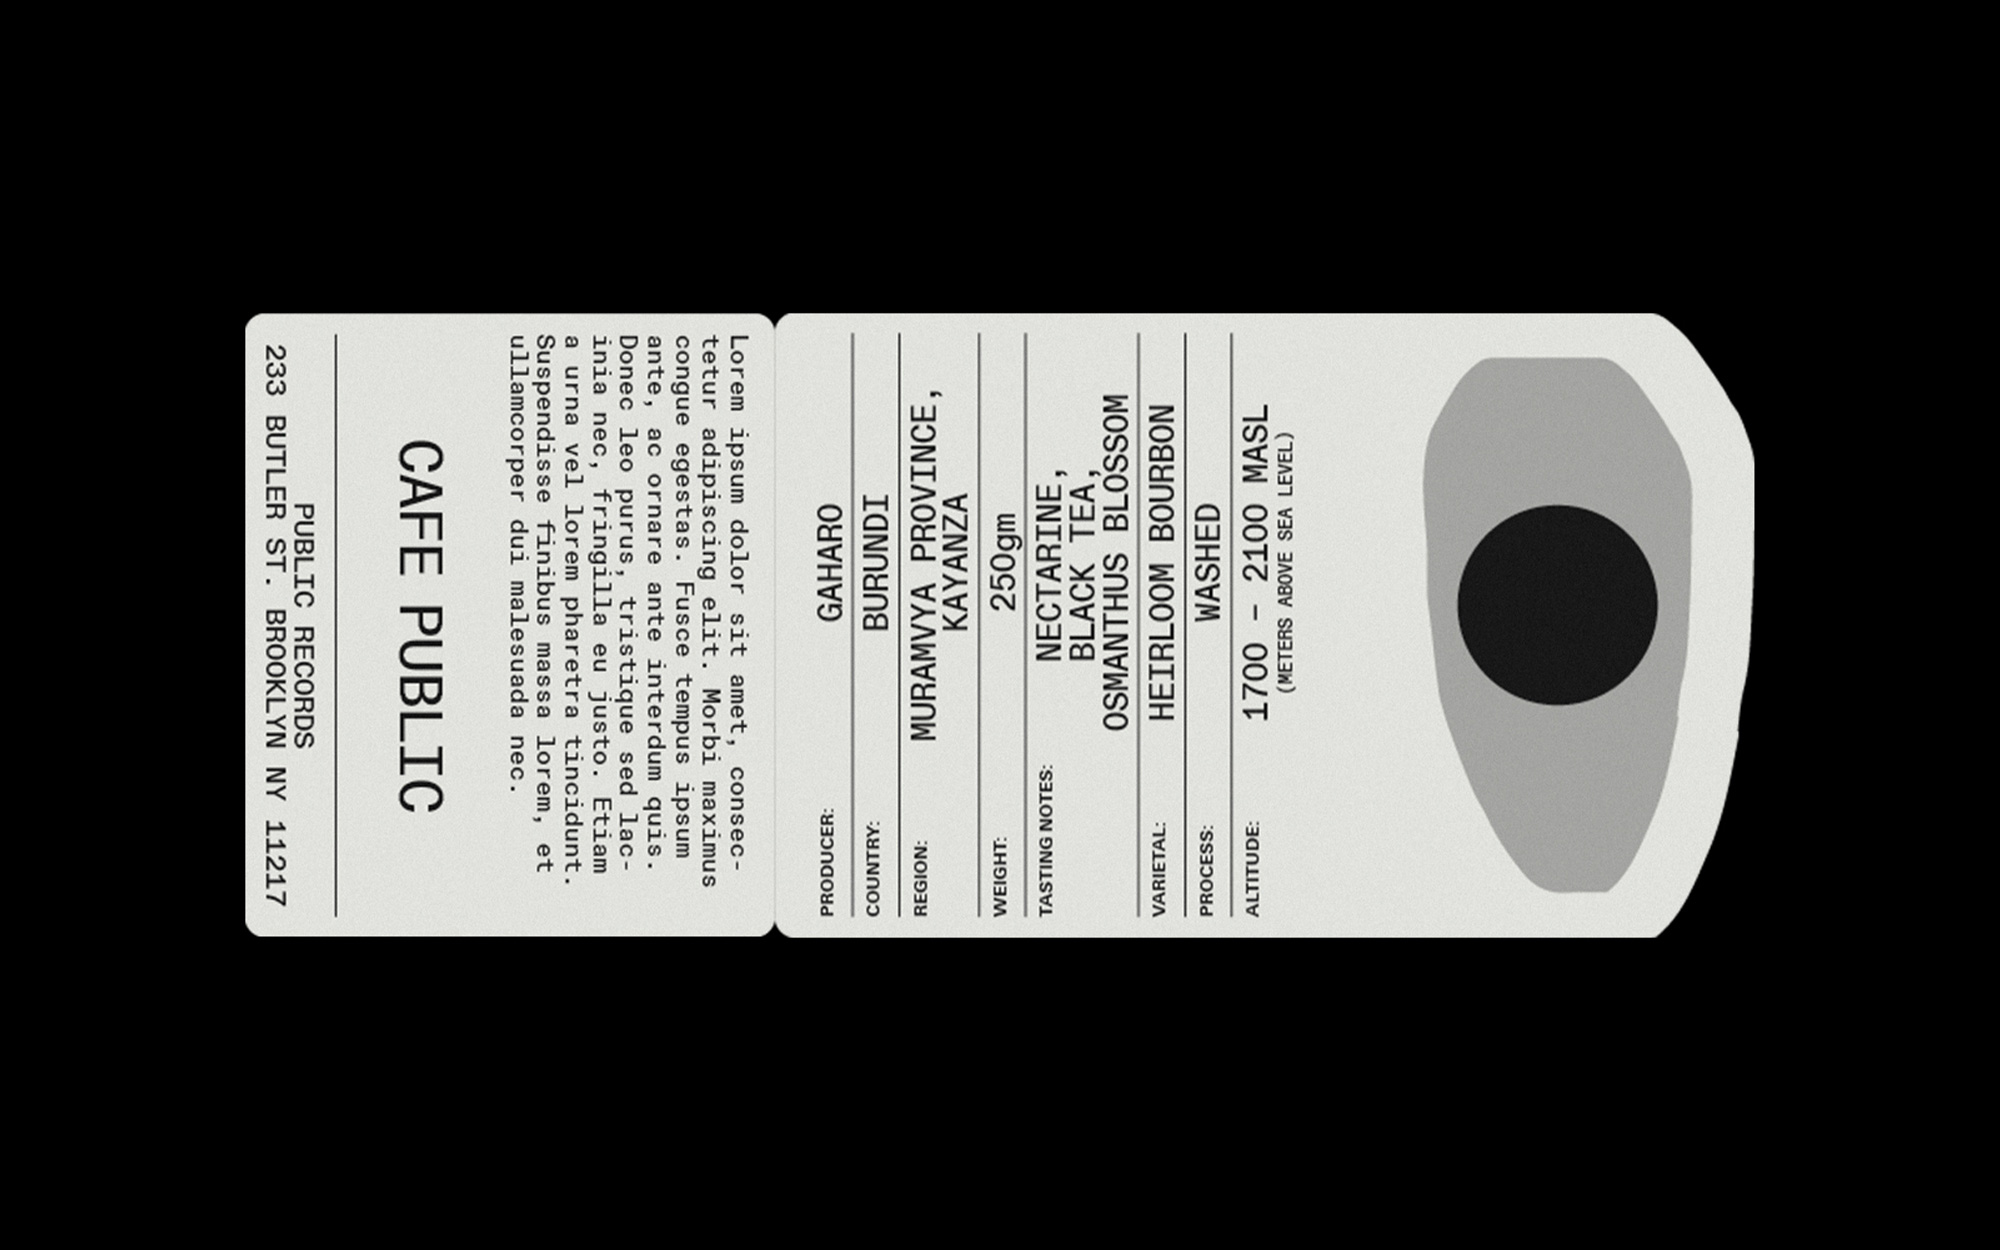 PUBLIC RECORDS
233 BUTLER ST. BROOKLYN NY 11217
CAFE PUBLIC
Lorem ipsum dolor sit amet, consec-
tetur adipiscing elit. Morbi maximus
congue egestas. Fusce tempus ipsum
ante, ac ornare ante interdum quis.
Donec leo purus, tristique sed lac-
inia nec, fringilla eu justo. Etiam
a urna vel lorem pharetra tincidunt.
Suspendisse finibus massa lorem, et
ullamcorper dui malesuada nec.
PRODUCER: GAHARO
COUNTRY: BURUNDI
REGION: MURAMVYA PROVINCE,
KAYANZA
WEIGHT: 250gm
TASTING NOTES: NECTARINE,
BLACK TEA,
OSMANTHUS BLOSSOM
VARIETAL: HEIRLOOM BOURBON
PROCESS: WASHED
ALTITUDE: 1700 – 2100 MASL
(METERS ABOVE SEA LEVEL)